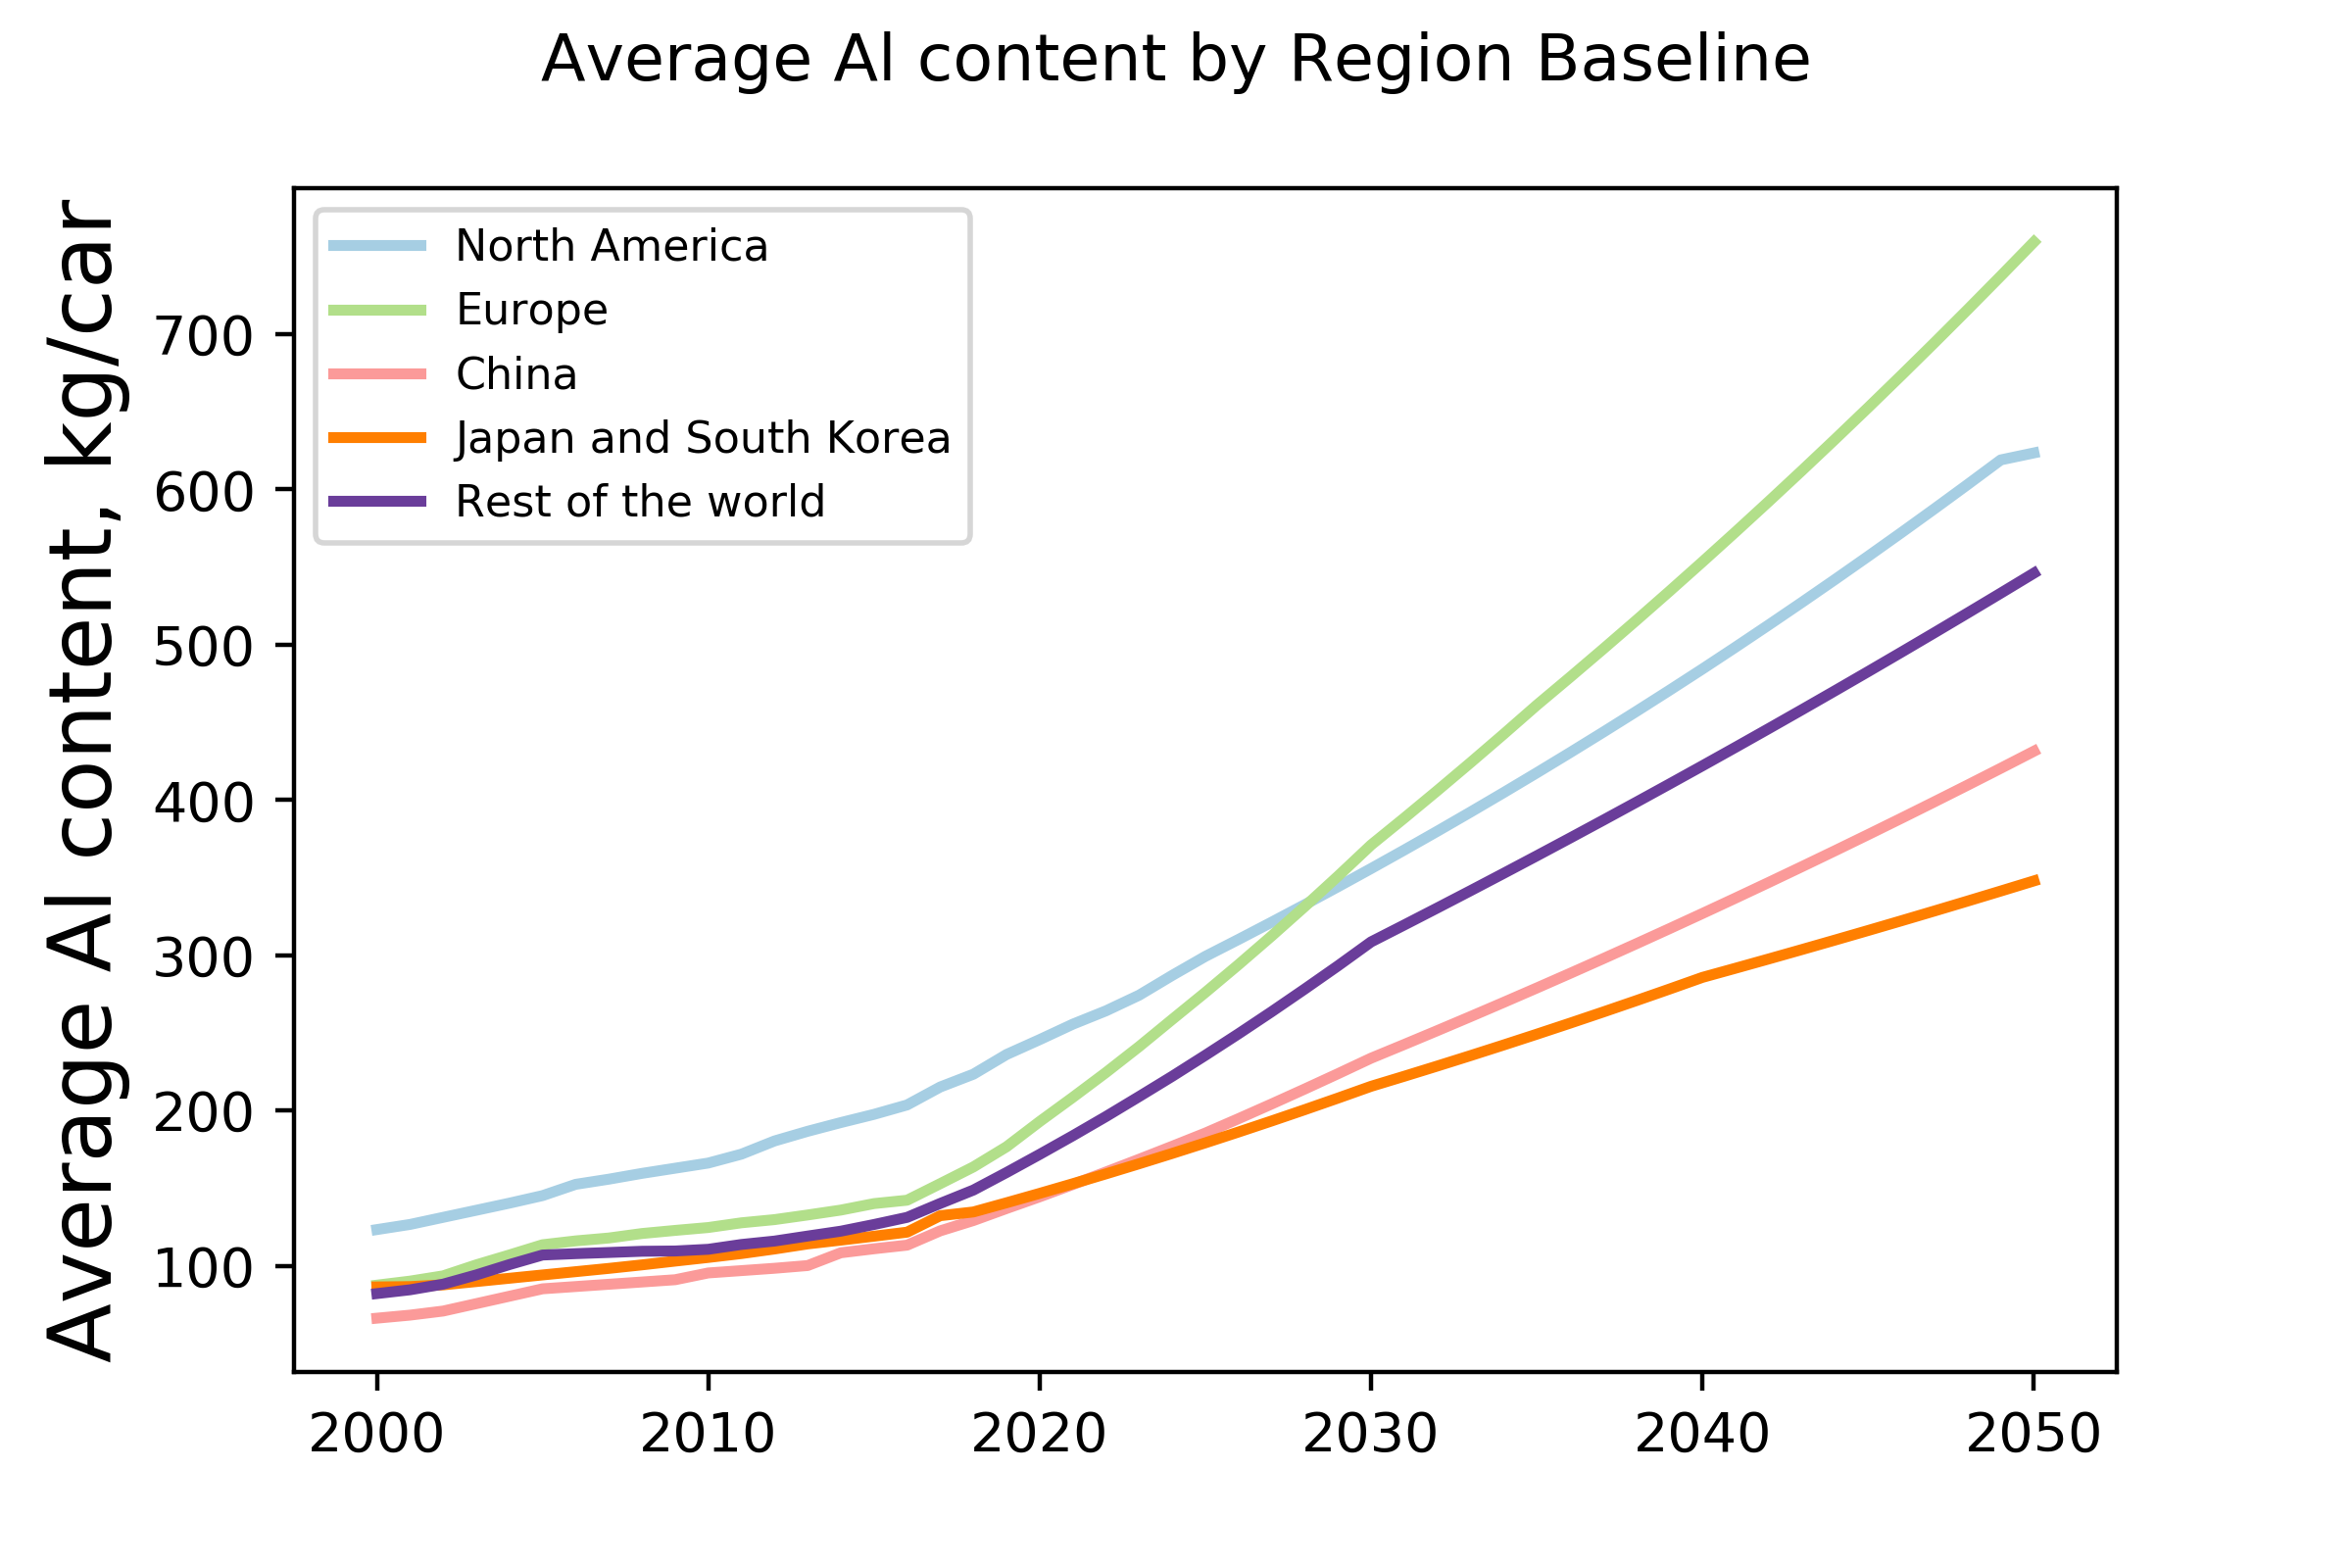 Average Al content by Region Baseline
Average Al content, kg/car
North America
Europe
China
Japan and South Korea
Rest of the world
700
600
500
400
300
200
100
2000 2010 2020 2030 2040 2050